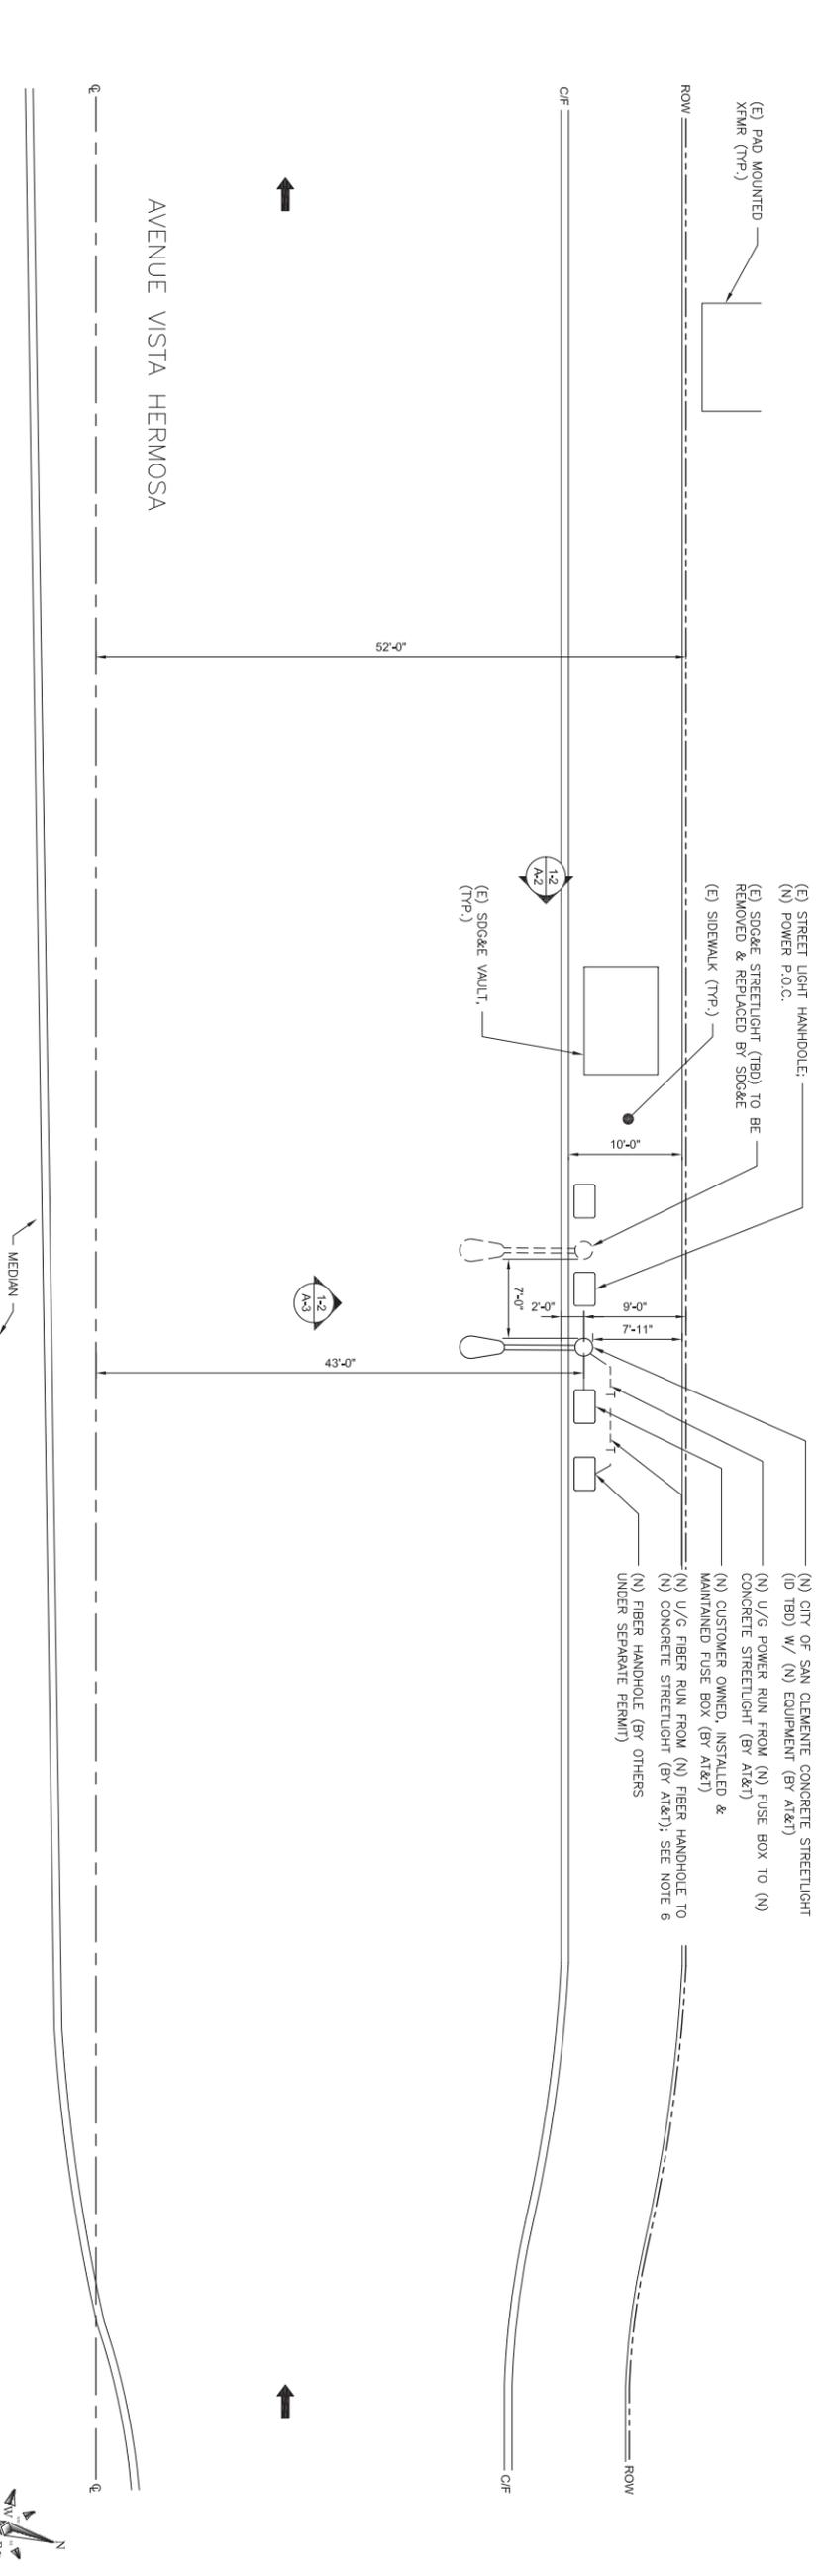 (E) PAD MOUNTED
XFMR (TYP.)
ROW
C/F
℄
AVENUE VISTA HERMOSA
52'-0"
(E) STREET LIGHT HANHDOLE;
(N) POWER P.O.C.
(E) SDG&E STREETLIGHT (TBD) TO BE
REMOVED & REPLACED BY SDG&E
(E) SIDEWALK (TYP.)
1-2
A-2
(E) SDG&E VAULT,
(TYP.)
10'-0"
7'-0"
2'-0"
9'-0"
7'-11"
1-2
A-3
43'-0"
T
T
MEDIAN
(N) CITY OF SAN CLEMENTE CONCRETE STREETLIGHT
(ID TBD) W/ (N) EQUIPMENT (BY AT&T)
(N) U/G POWER RUN FROM (N) FUSE BOX TO (N)
CONCRETE STREETLIGHT (BY AT&T)
(N) CUSTOMER OWNED, INSTALLED &
MAINTAINED FUSE BOX (BY AT&T)
(N) U/G FIBER RUN FROM (N) FIBER HANDHOLE TO
(N) CONCRETE STREETLIGHT (BY AT&T); SEE NOTE 6
(N) FIBER HANDHOLE (BY OTHERS
UNDER SEPARATE PERMIT)
ROW
C/F
℄
N
W